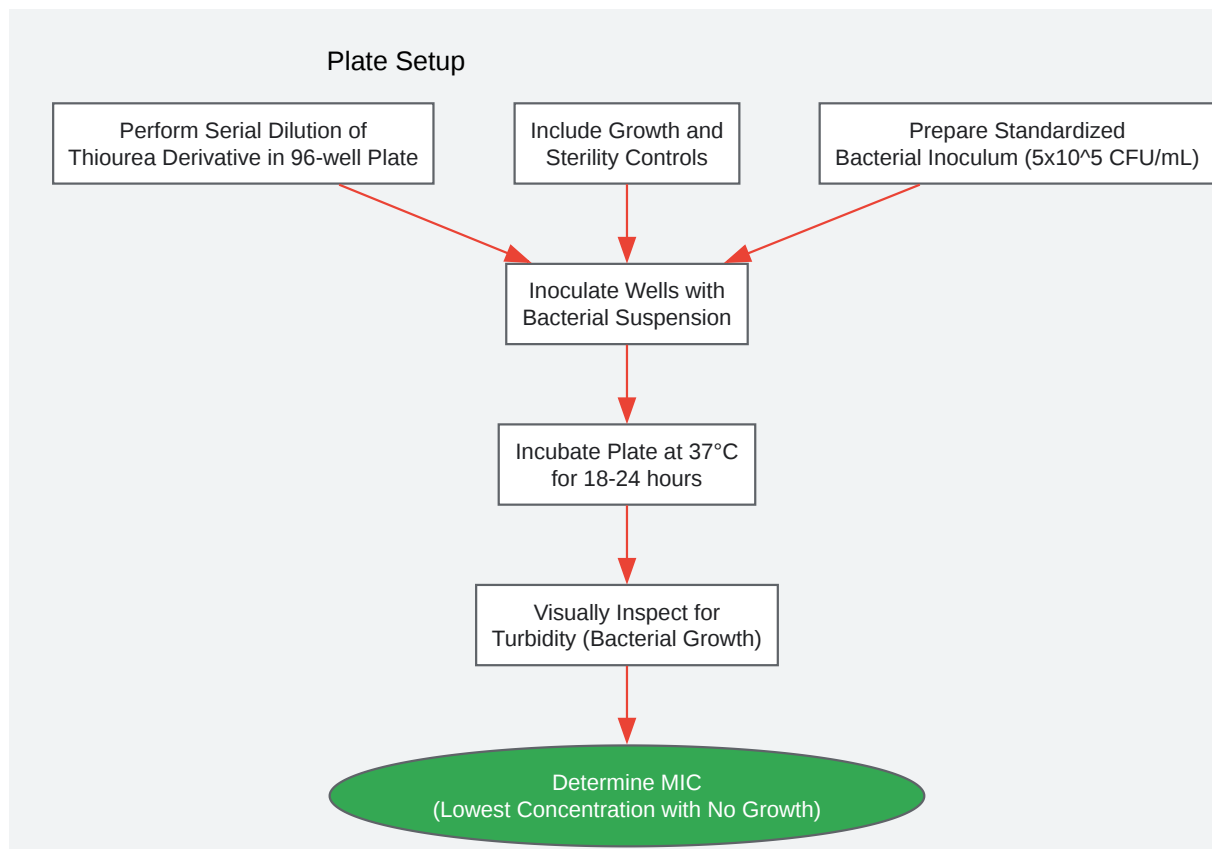 Plate Setup
Perform Serial Dilution of
Thiourea Derivative in 96-well Plate
Include Growth and
Sterility Controls
Prepare Standardized
Bacterial Inoculum (5x10^5 CFU/mL)
Inoculate Wells with
Bacterial Suspension
Incubate Plate at 37°C
for 18-24 hours
Visually Inspect for
Turbidity (Bacterial Growth)
Determine MIC
(Lowest Concentration with No Growth)